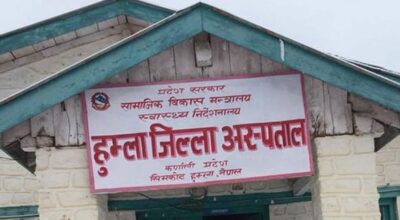 प्रदेश सरकार
सामाजिक विकास मन्त्रालय
स्वास्थ्य निर्देशनालय
हुम्ला जिल्ला अस्पताल
कर्णाली प्रदेश
सिमकोट हुम्ला, नेपाल